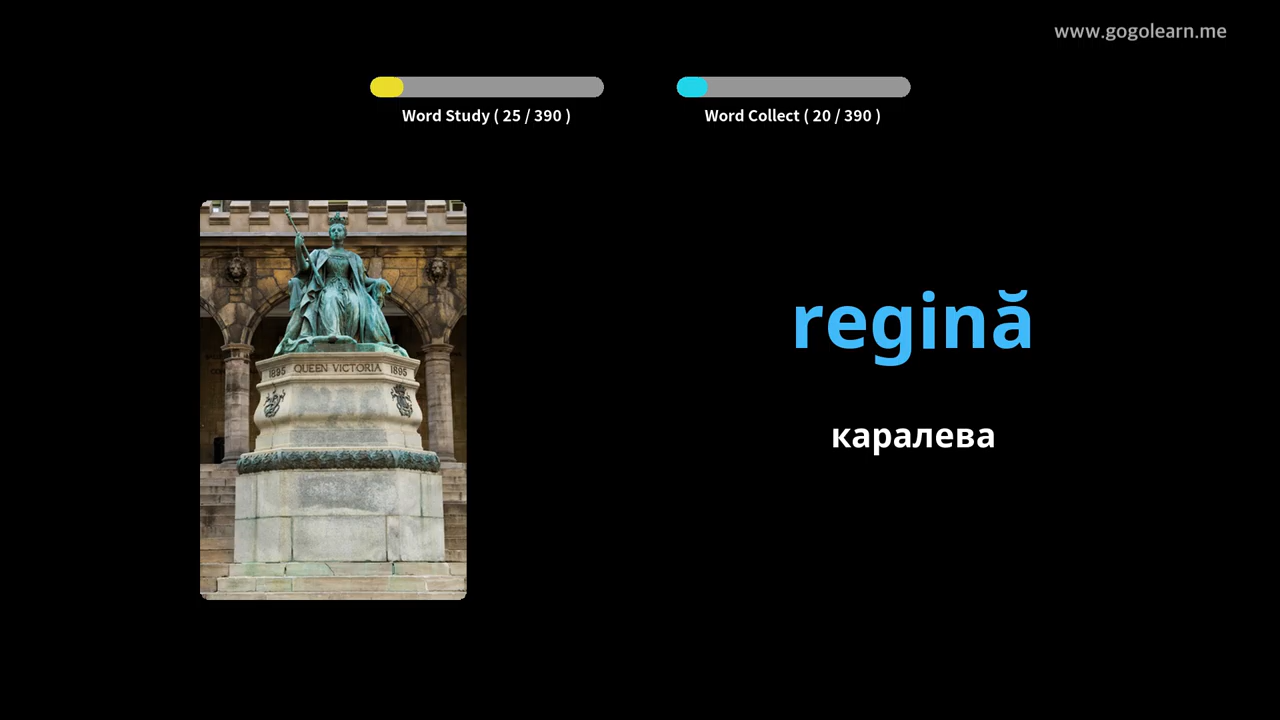 www.gogolearn.me
Word Study ( 25 / 390 )
Word Collect ( 20 / 390 )
1895 QUEEN VICTORIA 1895
regină
каралева